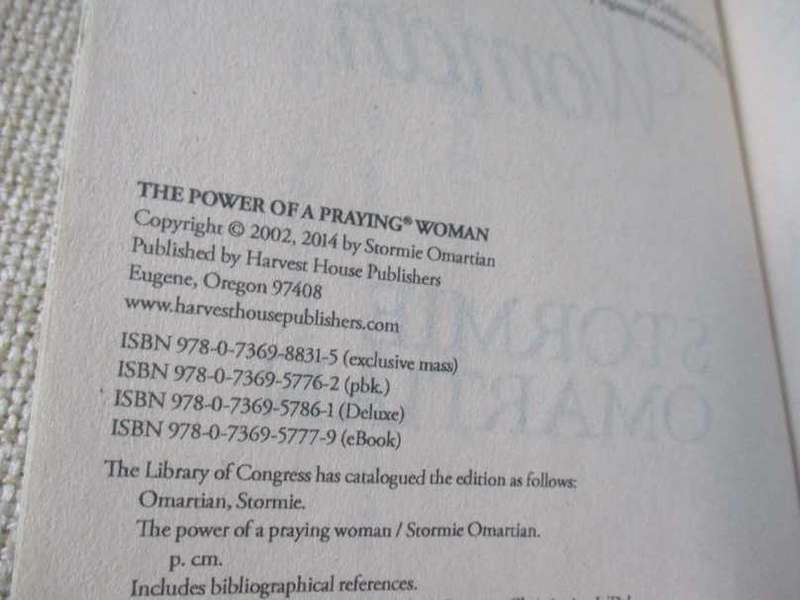 THE POWER OF A PRAYING® WOMAN
Copyright © 2002, 2014 by Stormie Omartian
Published by Harvest House Publishers
Eugene, Oregon 97408
www.harvesthousepublishers.com
ISBN 978-0-7369-8831-5 (exclusive mass)
ISBN 978-0-7369-5776-2 (pbk.)
ISBN 978-0-7369-5786-1 (Deluxe)
ISBN 978-0-7369-5777-9 (eBook)
The Library of Congress has catalogued the edition as follows:
Omartian, Stormie.
The power of a praying woman / Stormie Omartian.
p. cm.
Includes bibliographical references.